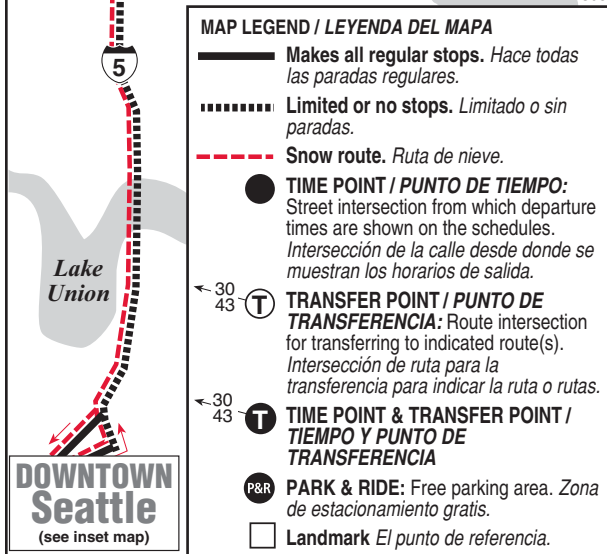 5
Lake
Union
DOWNTOWN
Seattle
(see inset map)
MAP LEGEND / LEYENDA DEL MAPA
Makes all regular stops. Hace todas
las paradas regulares.
Limited or no stops. Limitado o sin
paradas.
Snow route. Ruta de nieve.
TIME POINT / PUNTO DE TIEMPO:
Street intersection from which departure
times are shown on the schedules.
Intersección de la calle desde donde se
muestran los horarios de salida.
30
43 T TRANSFER POINT / PUNTO DE
TRANSFERENCIA: Route intersection
for transferring to indicated route(s).
Intersección de ruta para la
transferencia para indicar la ruta o rutas.
30
43 T TIME POINT & TRANSFER POINT /
TIEMPO Y PUNTO DE
TRANSFERENCIA
P&R PARK & RIDE: Free parking area. Zona
de estacionamiento gratis.
Landmark El punto de referencia.